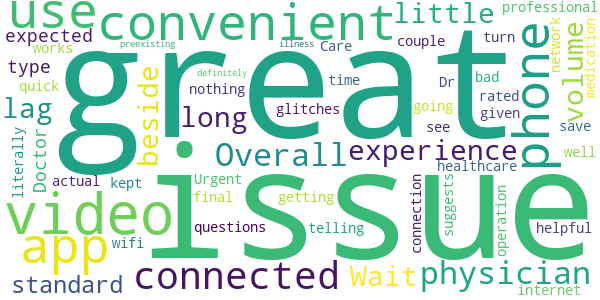 use
convenient
little
professional
expected
couple
turn
works
preexisting
illness
Care
network
medication
great
type
quick
beside
definitely
nothing
time
Dr
bad
rated
given
phone
volume
lag
long
glitches
going
save
literally
Doctor
Overall
experience
see
well
actual
kept
Urgent
healthcare
video
issue
final
getting
connection
suggests
operation
questions
telling
helpful
app
wifi
connected
Wait
physician
standard
internet